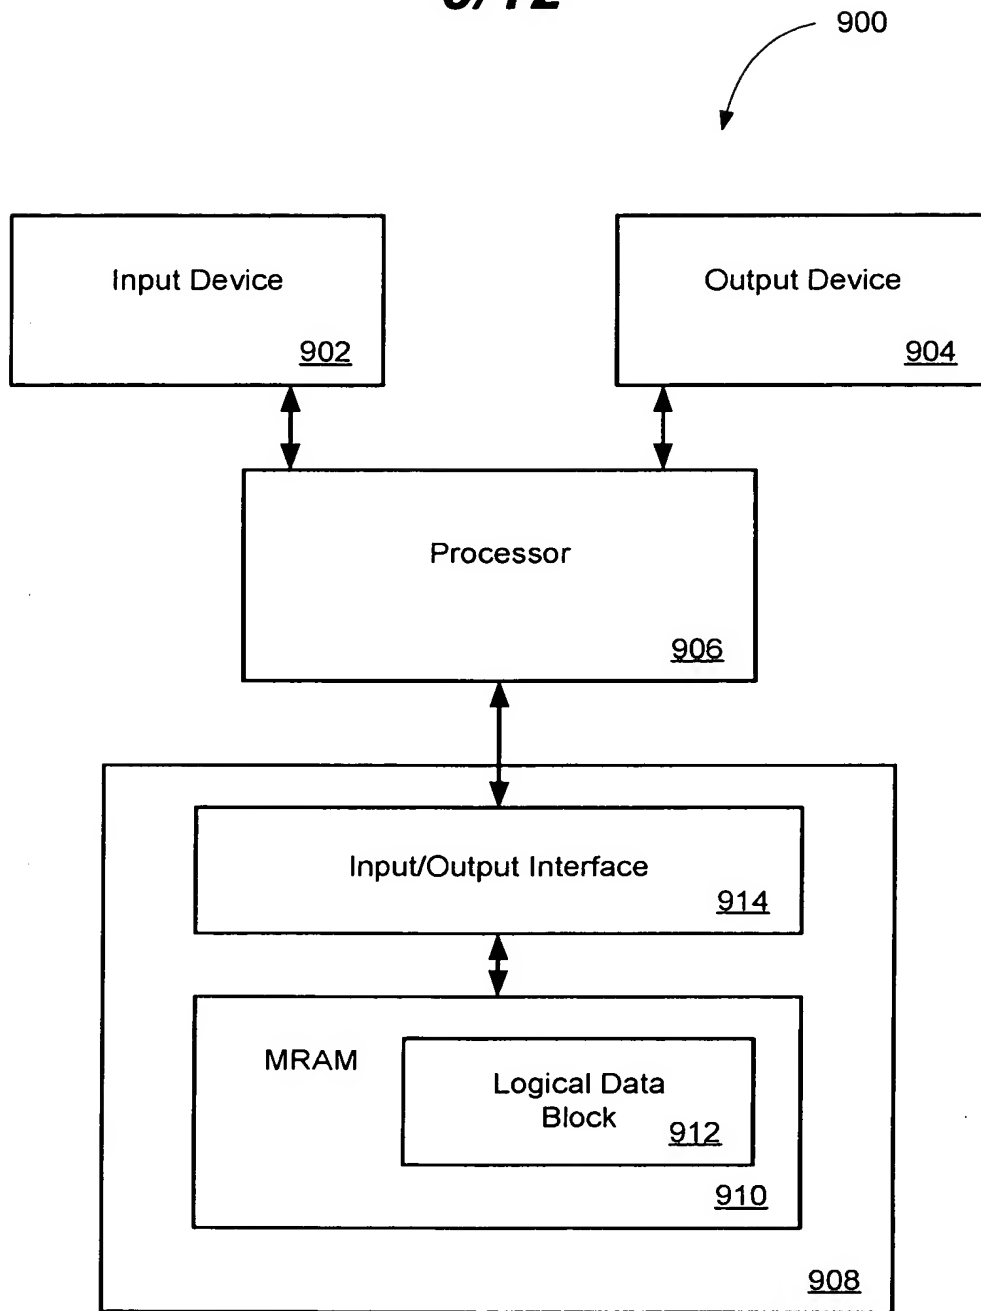 900
Input Device
902
Output Device
904
Processor
906
Input/Output Interface
914
MRAM
Logical Data
Block
912
910
908